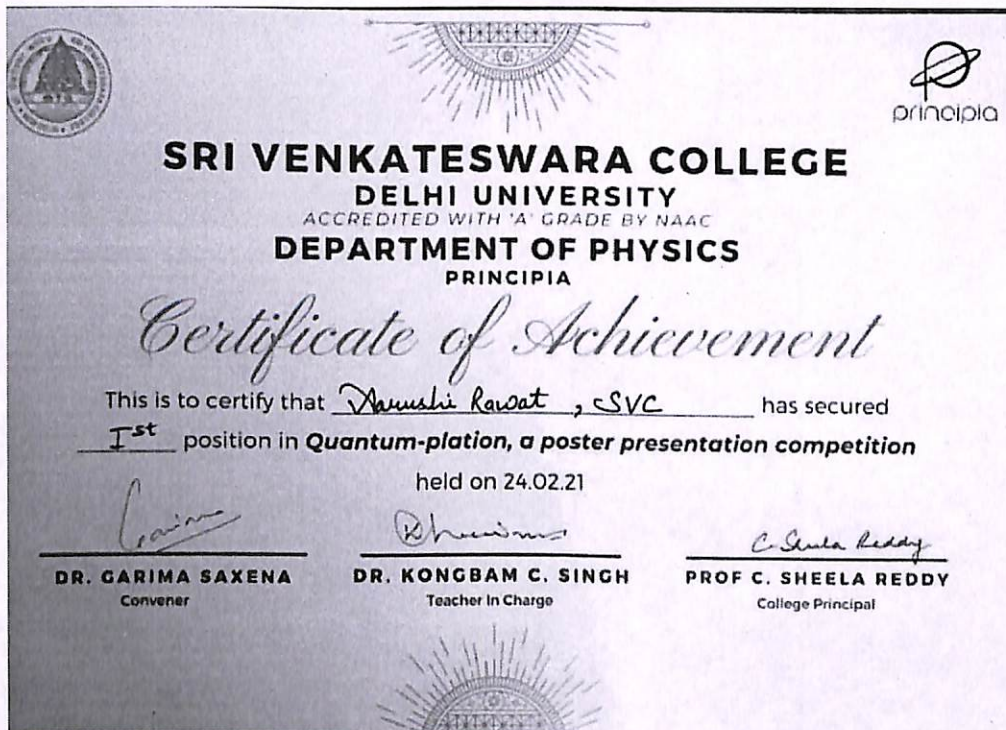 principia
SRI VENKATESWARA COLLEGE
DELHI UNIVERSITY
ACCREDITED WITH 'A' GRADE BY NAAC
DEPARTMENT OF PHYSICS
PRINCIPIA
Certificate of Achievement
This is to certify that Aarushi Rawat , SVC has secured
Ist position in Quantum-plation, a poster presentation competition
held on 24.02.21
Garima
C. Sheela Reddy
DR. GARIMA SAXENA DR. KONGBAM C. SINGH PROF C. SHEELA REDDY
Convener Teacher In Charge College Principal